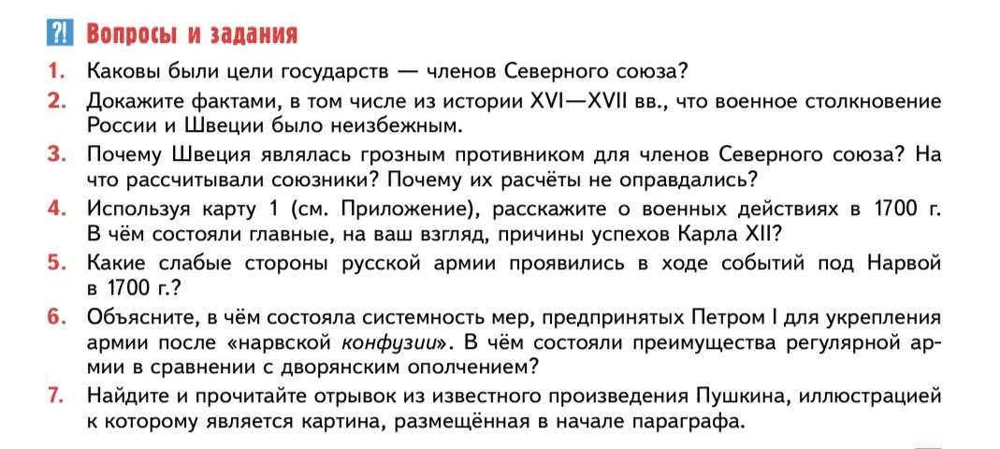 ?! Вопросы и задания
1. Каковы были цели государств — членов Северного союза?
2. Докажите фактами, в том числе из истории XVI—XVII вв., что военное столкновение
России и Швеции было неизбежным.
3. Почему Швеция являлась грозным противником для членов Северного союза? На
что рассчитывали союзники? Почему их расчёты не оправдались?
4. Используя карту 1 (см. Приложение), расскажите о военных действиях в 1700 г.
В чём состояли главные, на ваш взгляд, причины успехов Карла XII?
5. Какие слабые стороны русской армии проявились в ходе событий под Нарвой
в 1700 г.?
6. Объясните, в чём состояла системность мер, предпринятых Петром I для укрепления
армии после «нарвской конфузии». В чём состояли преимущества регулярной ар-
мии в сравнении с дворянским ополчением?
7. Найдите и прочитайте отрывок из известного произведения Пушкина, иллюстрацией
к которому является картина, размещённая в начале параграфа.